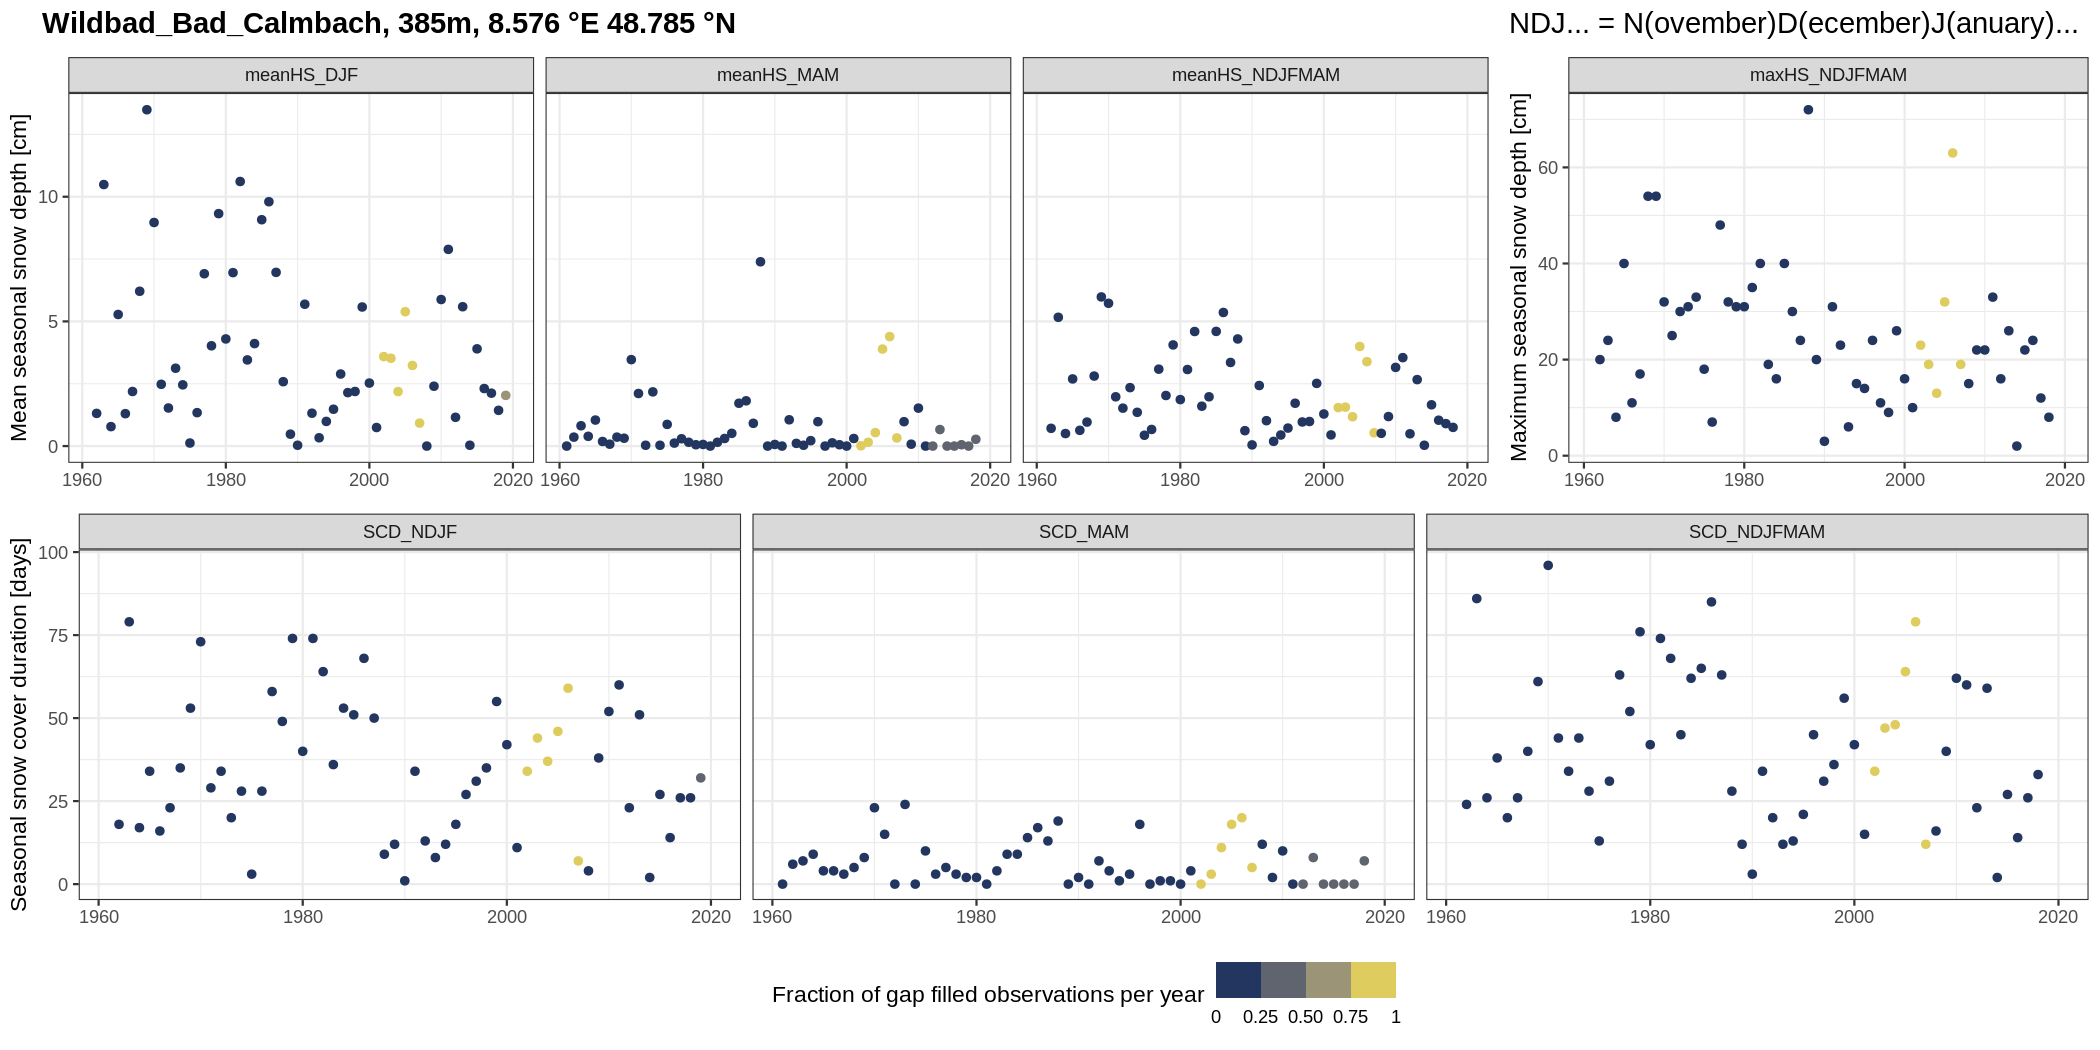 Wildbad_Bad_Calmbach, 385m, 8.576 °E 48.785 °N
NDJ... = N(ovember)D(ecember)J(anuary)...
meanHS_DJF
meanHS_MAM
meanHS_NDJFMAM
maxHS_NDJFMAM
Mean seasonal snow depth [cm]
10
5
0
1960 1980 2000 2020
1960 1980 2000 2020
1960 1980 2000 2020
Maximum seasonal snow depth [cm]
60
40
20
0
1960 1980 2000 2020
SCD_NDJF
SCD_MAM
SCD_NDJFMAM
Seasonal snow cover duration [days]
100
75
50
25
0
1960 1980 2000 2020
1960 1980 2000 2020
1960 1980 2000 2020
Fraction of gap filled observations per year
0 0.25 0.50 0.75 1